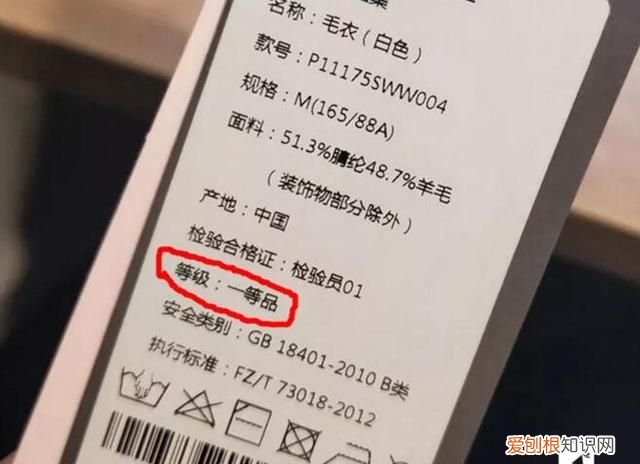 名称：毛衣（白色）
款号：P11175SWW004
规格：M(165/88A)
面料：51.3%腈纶48.7%羊毛
（装饰物部分除外）
产地：中国
检验合格证：检验员01
等级：一等品
安全类别：GB 18401-2010 B类
执行标准：FZ/T 73018-2012
爱刨根知识网